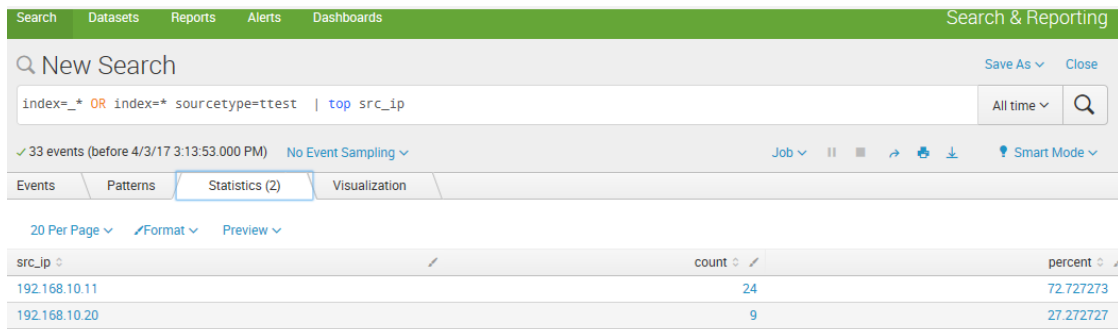 Search Datasets Reports Alerts Dashboards Search & Reporting
New Search Save As Close
index=_* OR index=* sourcetype=ttest | top src_ip All time
33 events (before 4/3/17 3:13:53.000 PM) No Event Sampling Job Smart Mode
Events Patterns Statistics (2) Visualization
20 Per Page Format Preview
src_ip count percent
192.168.10.11 24 72.727273
192.168.10.20 9 27.272727